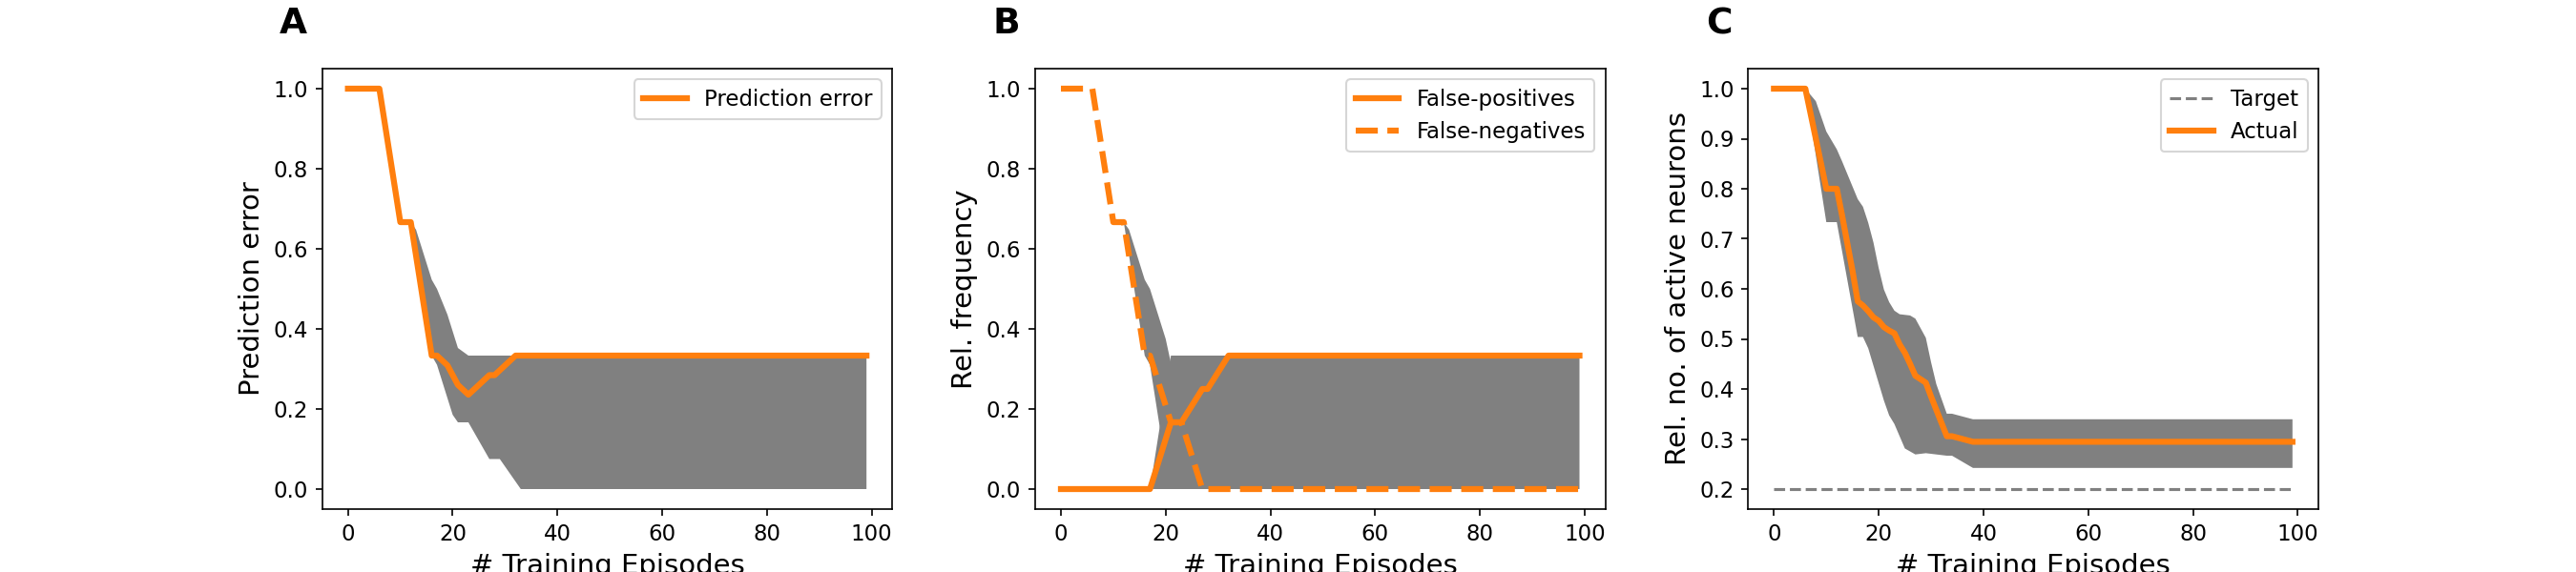 A
Prediction error
1.0
0.8
0.6
0.4
0.2
0.0
Prediction error
0
20
40
60
80
100
# Training Episodes
B
Rel. frequency
1.0
0.8
0.6
0.4
0.2
0.0
False-positives
False-negatives
0
20
40
60
80
100
# Training Episodes
C
Rel. no. of active neurons
1.0
0.9
0.8
0.7
0.6
0.5
0.4
0.3
0.2
Target
Actual
0
20
40
60
80
100
# Training Episodes